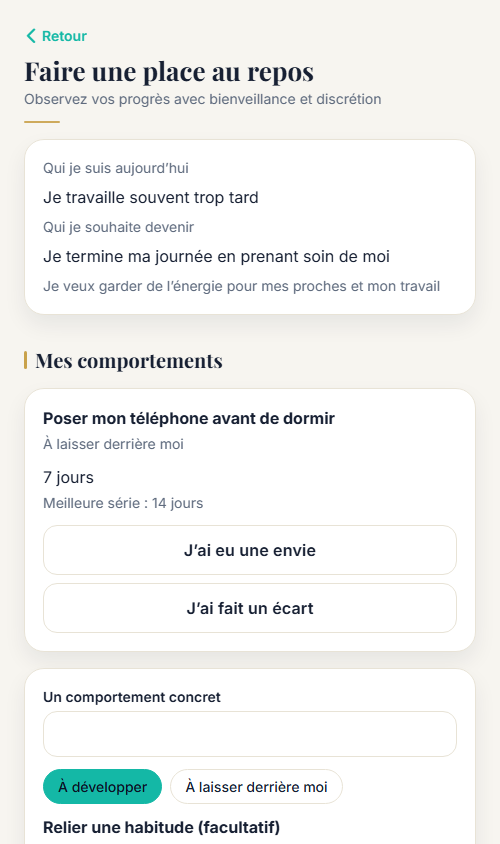 Retour
Faire une place au repos
Observez vos progrès avec bienveillance et discrétion
Qui je suis aujourd’hui
Je travaille souvent trop tard
Qui je souhaite devenir
Je termine ma journée en prenant soin de moi
Je veux garder de l’énergie pour mes proches et mon travail
Mes comportements
Poser mon téléphone avant de dormir
À laisser derrière moi
7 jours
Meilleure série : 14 jours
J’ai eu une envie
J’ai fait un écart
Un comportement concret
À développer
À laisser derrière moi
Relier une habitude (facultatif)